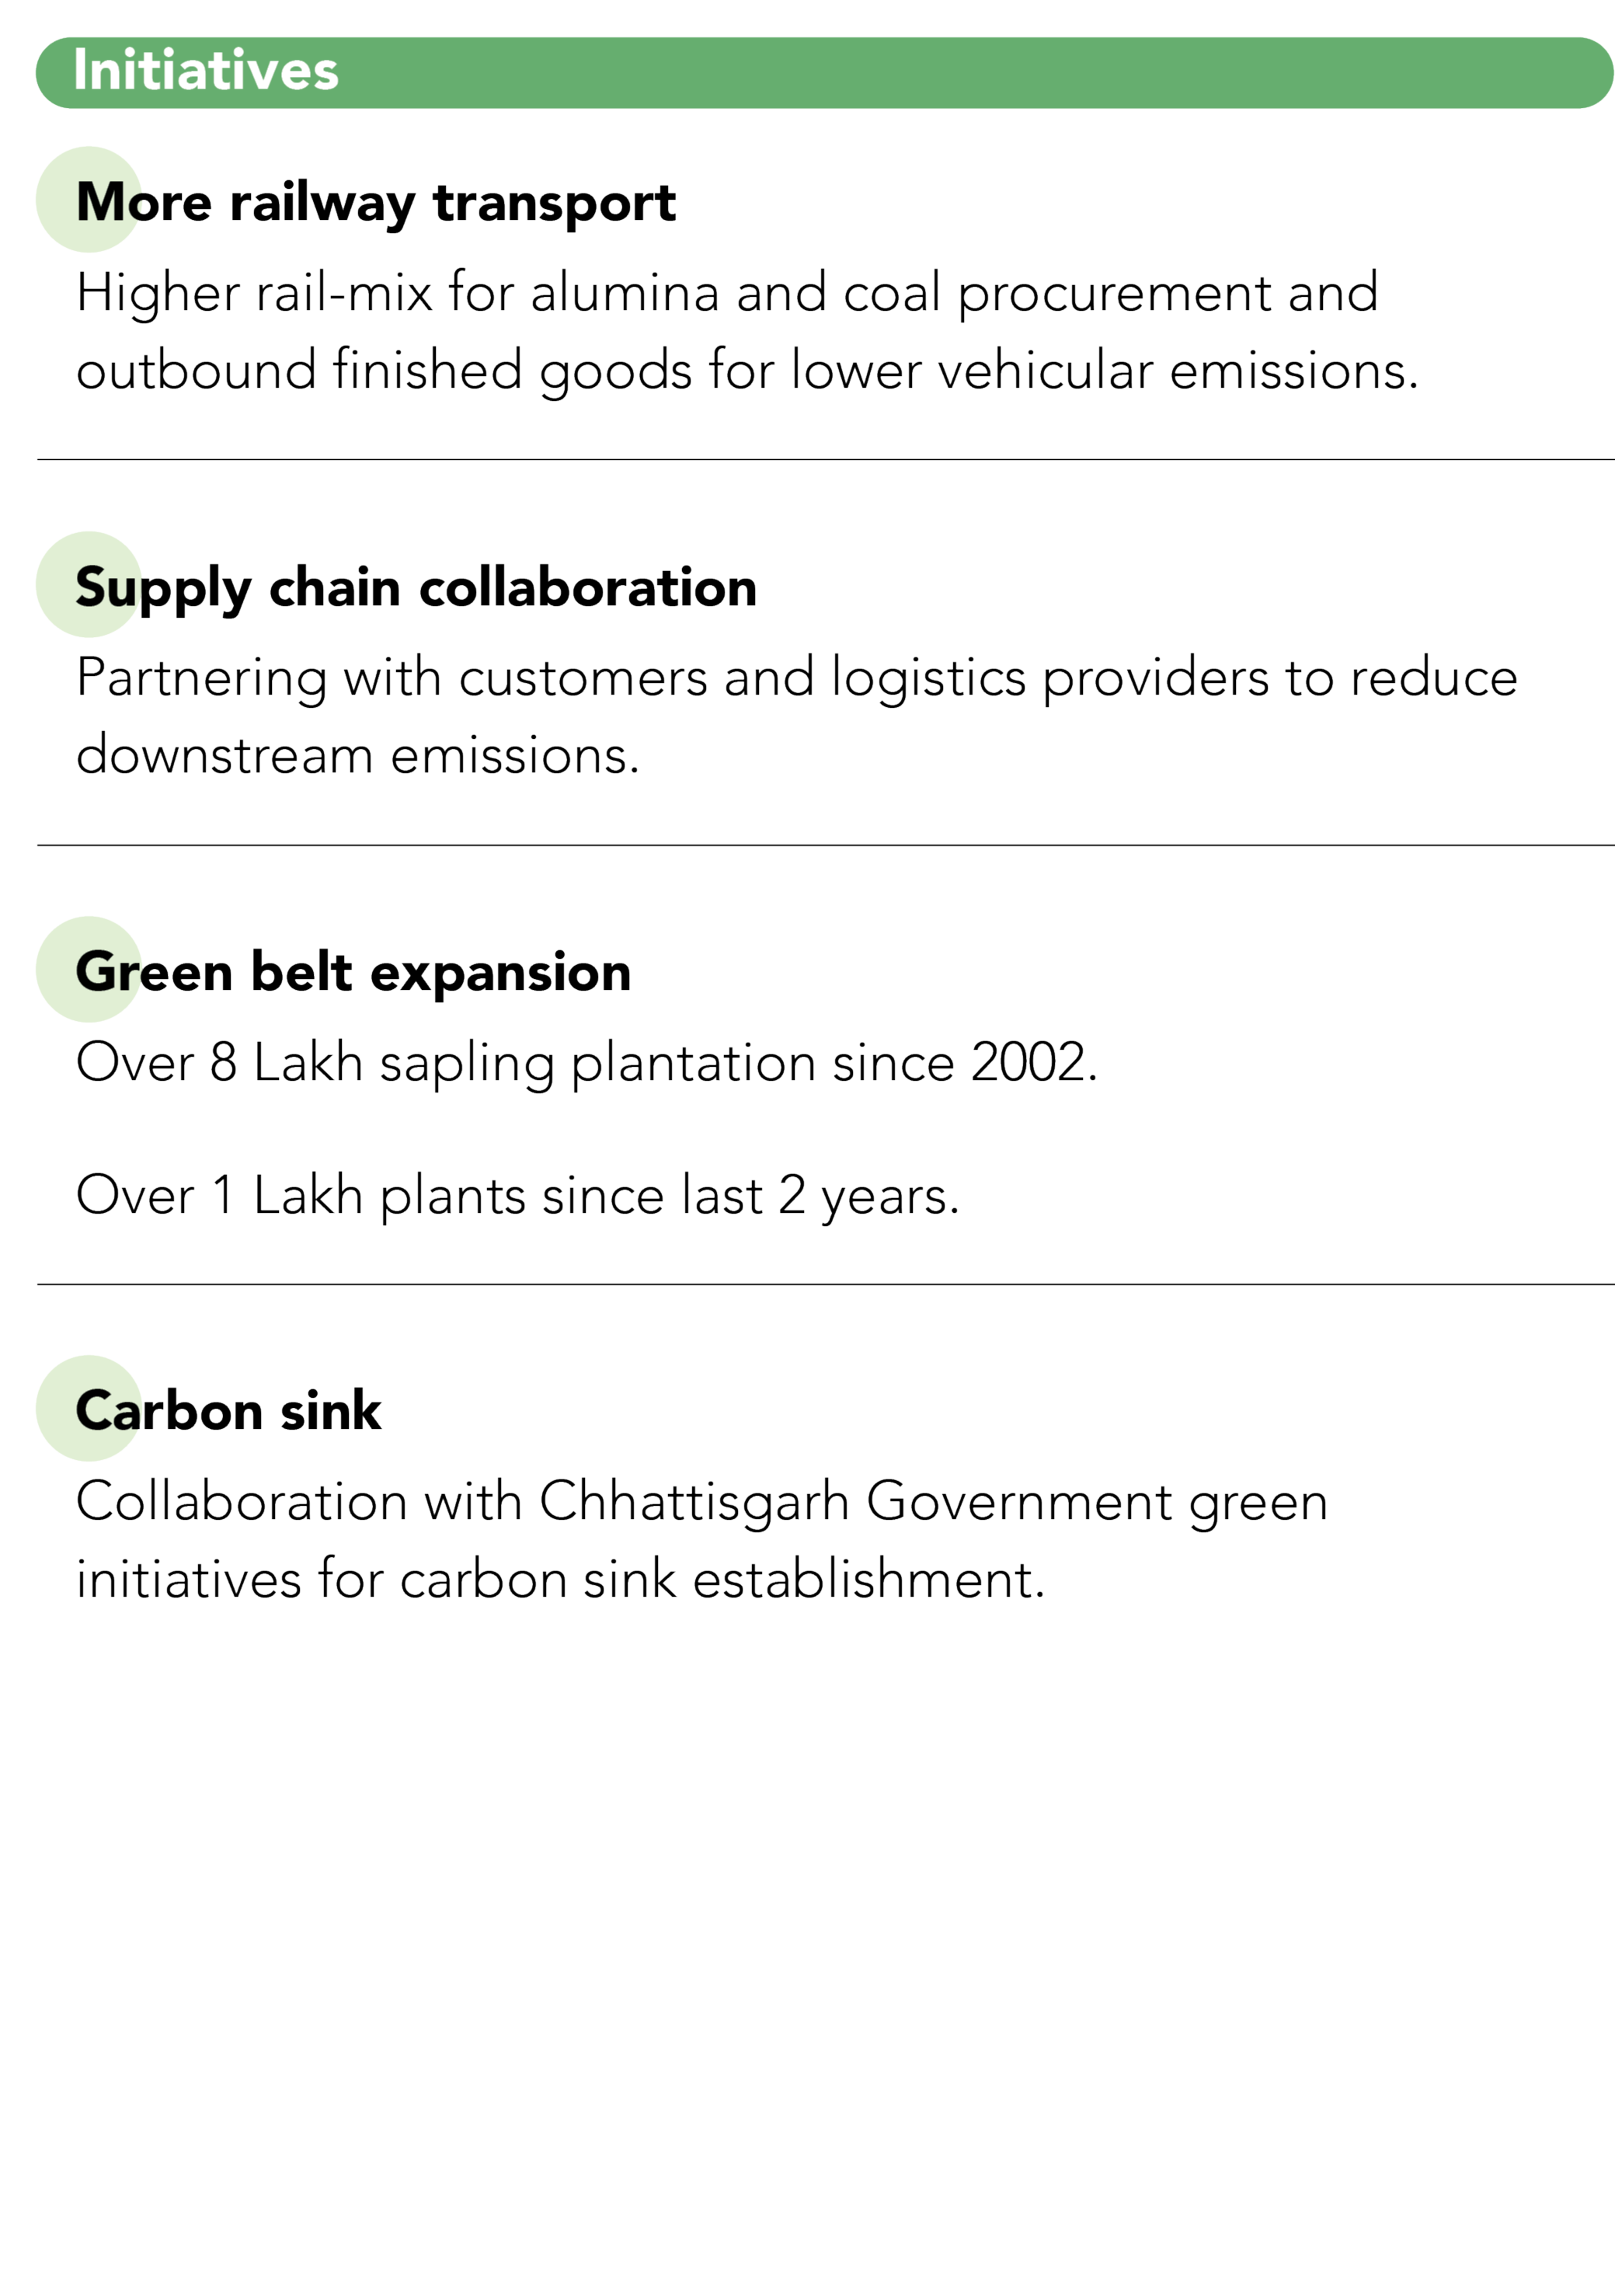 Initiatives
More railway transport
Higher rail-mix for alumina and coal procurement and
outbound finished goods for lower vehicular emissions.
Supply chain collaboration
Partnering with customers and logistics providers to reduce
downstream emissions.
Green belt expansion
Over 8 Lakh sapling plantation since 2002.
Over 1 Lakh plants since last 2 years.
Carbon sink
Collaboration with Chhattisgarh Government green
initiatives for carbon sink establishment.